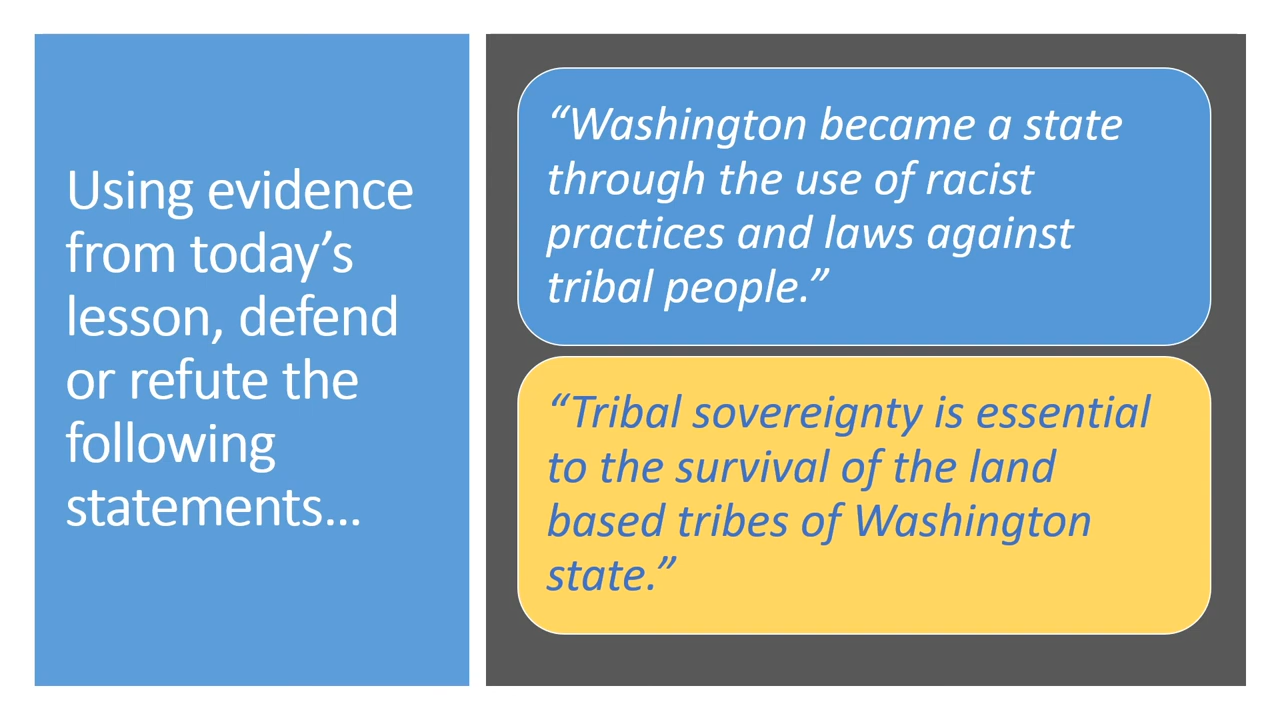 Using evidence
from today’s
lesson, defend
or refute the
following
statements…
“Washington became a state
through the use of racist
practices and laws against
tribal people.”
“Tribal sovereignty is essential
to the survival of the land
based tribes of Washington
state.”